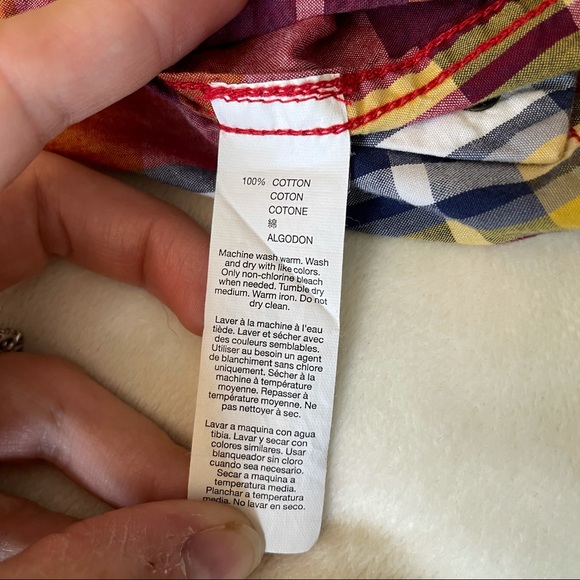 100% COTTON
COTON
COTONE
綿
ALGODON
Machine wash warm. Wash
and dry with like colors.
Only non-chlorine bleach
when needed. Tumble dry
medium. Warm iron. Do not
dry clean.
Laver à la machine à l'eau
tiède. Laver et sécher avec
des couleurs semblables.
Utiliser au besoin un agent
de blanchiment sans chlore
uniquement. Sécher à la
machine à température
moyenne. Repasser à
température moyenne. Ne
pas nettoyer à sec.
Lavar a maquina con agua
tibia. Lavar y secar con
colores similares. Usar
blanqueador sin cloro
cuando sea necesario.
Secar a maquina a
temperatura media.
Planchar a temperatura
media. No lavar en seco.